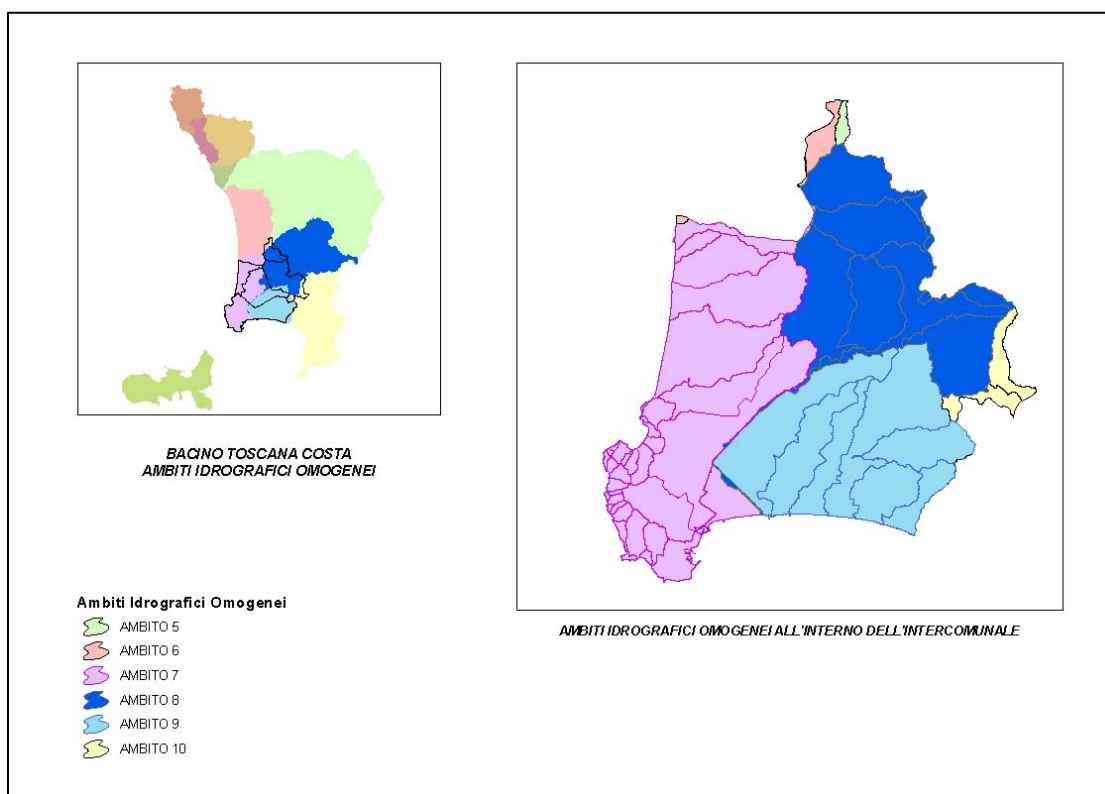 BACINO TOSCANA COSTA
AMBITI IDROGRAFICI OMOGENEI
AMBITI IDROGRAFICI OMOGENEI ALL'INTERNO DELL'INTERCOMUNALE
Ambiti Idrografici Omogenei
AMBITO 5
AMBITO 6
AMBITO 7
AMBITO 8
AMBITO 9
AMBITO 10